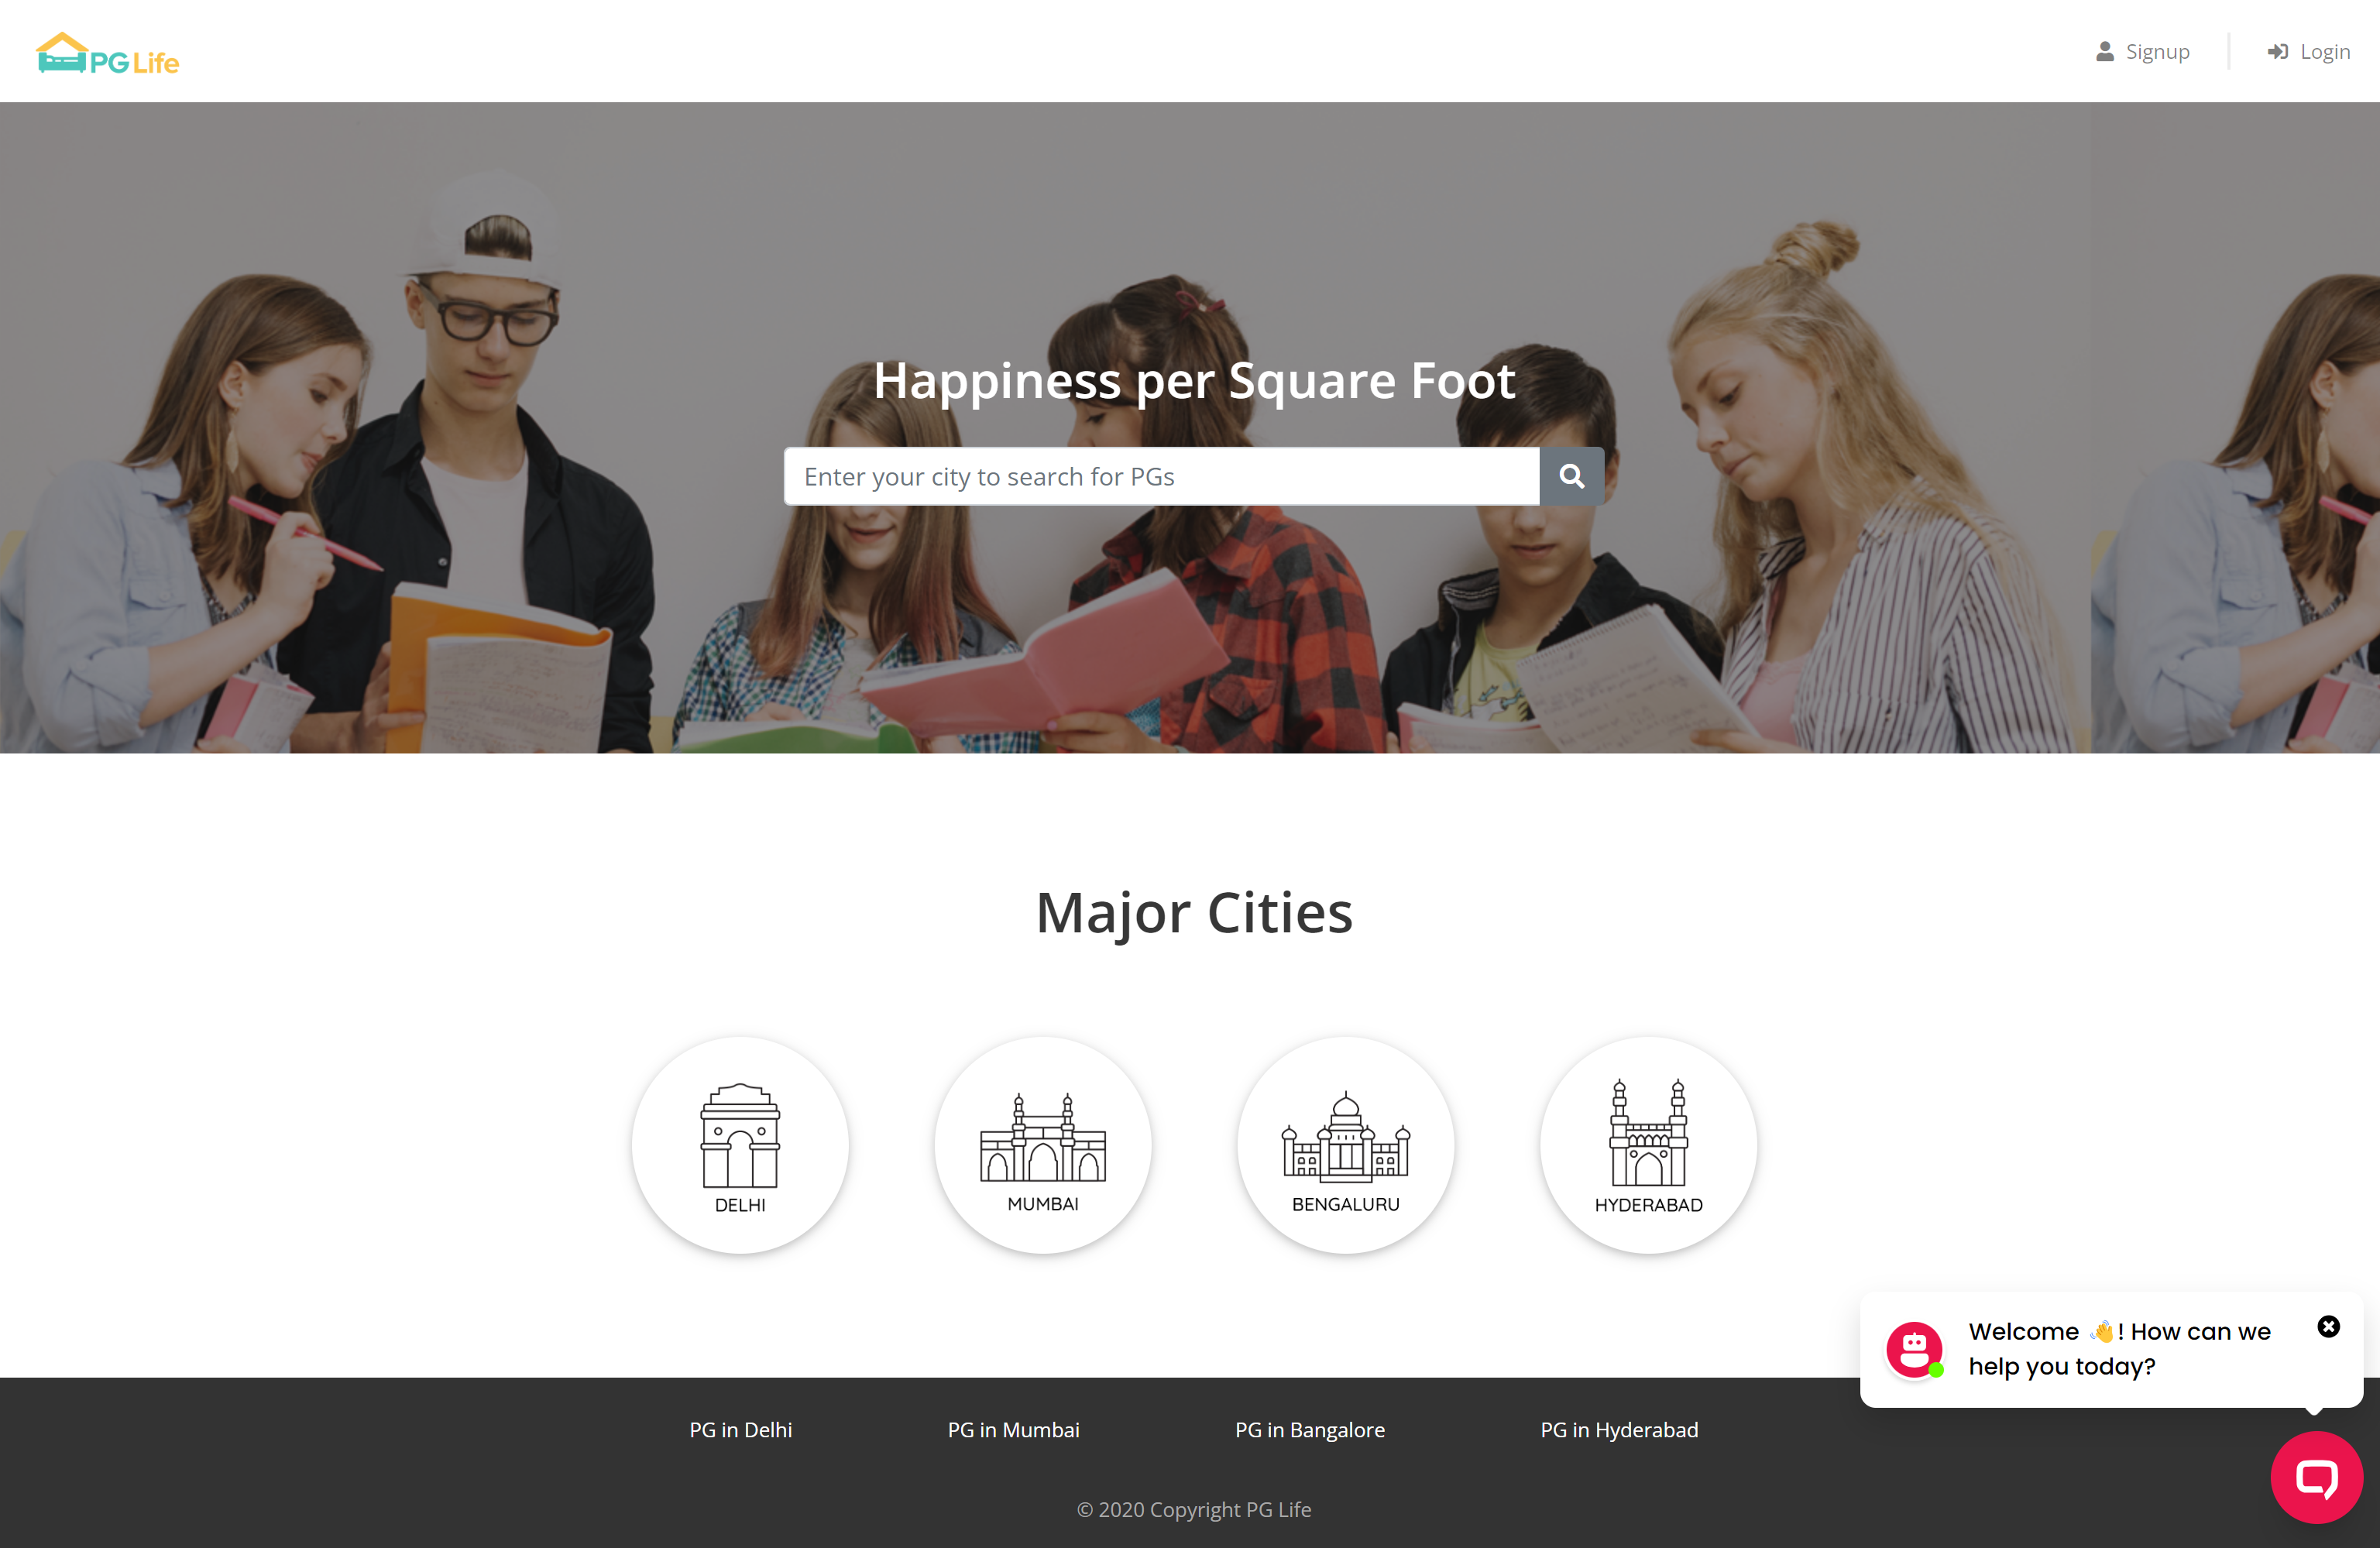 PG Life
Signup
Login
Happiness per Square Foot
Enter your city to search for PGs
Major Cities
DELHI
MUMBAI
BENGALURU
HYDERABAD
Welcome 👋! How can we
help you today?
PG in Delhi
PG in Mumbai
PG in Bangalore
PG in Hyderabad
© 2020 Copyright PG Life